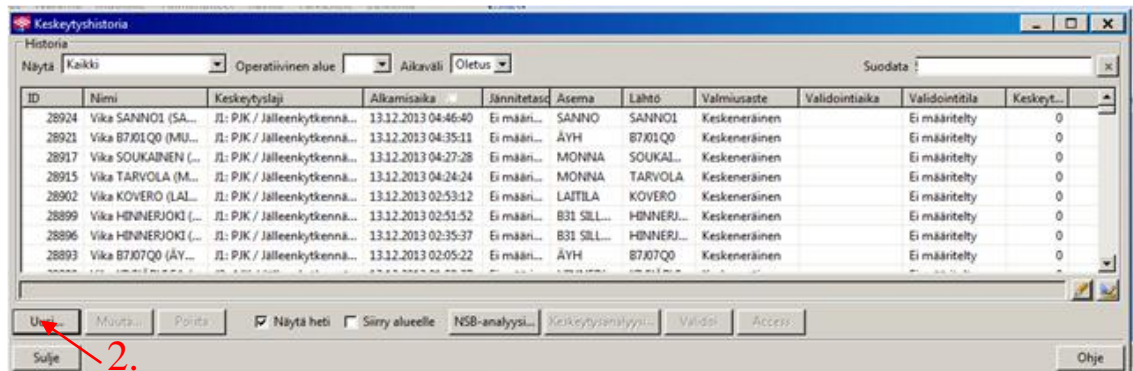 Keskeytyshistoria
Historia
Näytä Kaikki Operatiivinen alue Aikaväli Oletus Suodata
ID Nimi Keskeytyslaji Alkamisaika Jännitetaso Asema Lähtö Valmiusaste Validointiaika Validointitila Keskeyt...
28924 Vika SANNO1 (SA... J1: PJK / Jälleenkytkennä... 13.12.2013 04:46:40 Ei määri... SANNO SANNO1 Keskeneräinen Ei määritelty 0
28921 Vika B7J01Q0 (MU... J1: PJK / Jälleenkytkennä... 13.12.2013 04:35:11 Ei määri... ÄYH B7J01Q0 Keskeneräinen Ei määritelty 0
28917 Vika SOUKAINEN (... J1: PJK / Jälleenkytkennä... 13.12.2013 04:27:28 Ei määri... MONNA SOUKAI... Keskeneräinen Ei määritelty 0
28915 Vika TARVOLA (M... J1: PJK / Jälleenkytkennä... 13.12.2013 04:24:24 Ei määri... MONNA TARVOLA Keskeneräinen Ei määritelty 0
28902 Vika KOVERO (LAI... J1: PJK / Jälleenkytkennä... 13.12.2013 02:53:12 Ei määri... LAITILA KOVERO Keskeneräinen Ei määritelty 0
28899 Vika HINNERJOKI (... J1: PJK / Jälleenkytkennä... 13.12.2013 02:51:52 Ei määri... B31 SILL... HINNERJ... Keskeneräinen Ei määritelty 0
28896 Vika HINNERJOKI (... J1: PJK / Jälleenkytkennä... 13.12.2013 02:35:37 Ei määri... B31 SILL... HINNERJ... Keskeneräinen Ei määritelty 0
28893 Vika B7J07Q0 (ÄY... J1: PJK / Jälleenkytkennä... 13.12.2013 02:05:22 Ei määri... ÄYH B7J07Q0 Keskeneräinen Ei määritelty 0
Uusi... Muuta... Poista Näytä heti Siirry alueelle NSB-analyysi... Keskeytysanalyysi... Validoi Access
Sulje 2. Ohje